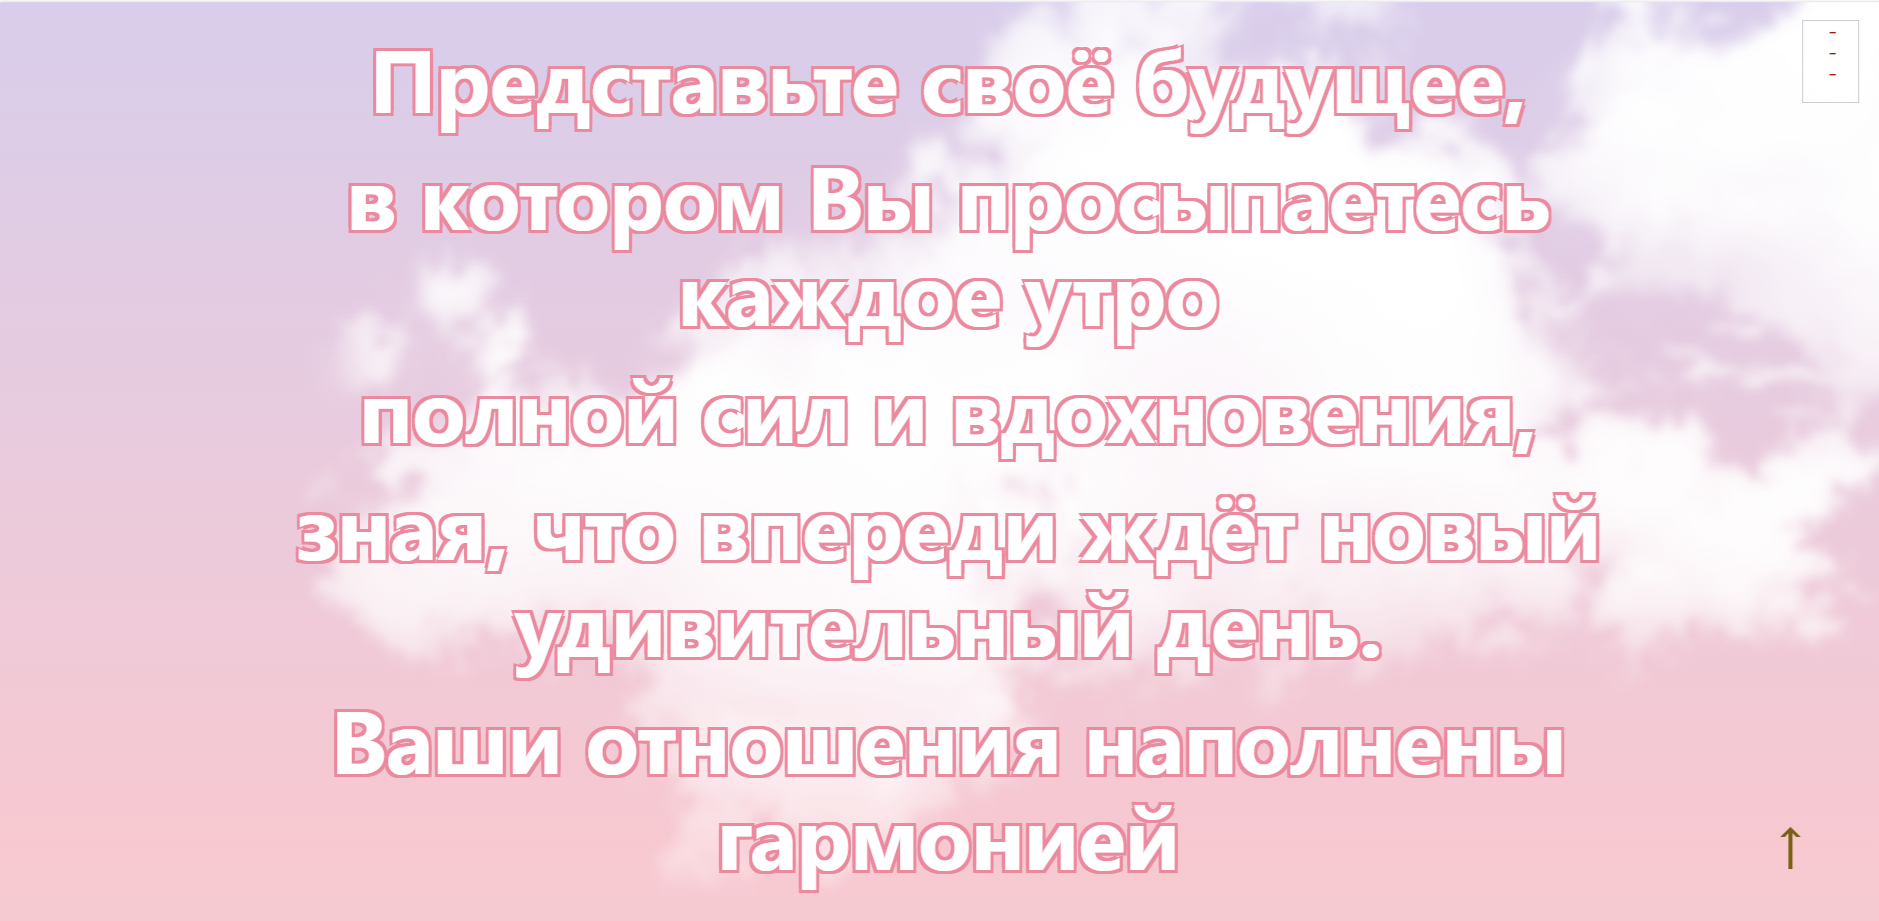 Представьте своё будущее,
в котором Вы просыпаетесь
каждое утро
полной сил и вдохновения,
зная, что впереди ждёт новый
удивительный день.
Ваши отношения наполнены
гармонией